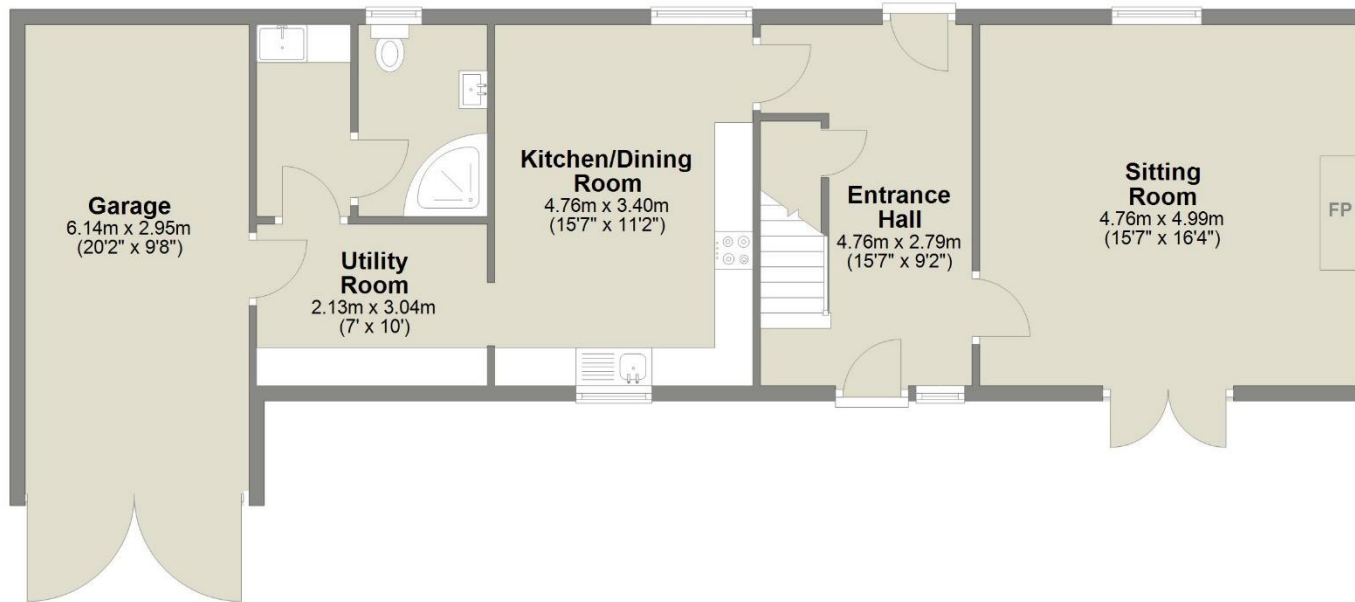 Garage
6.14m x 2.95m
(20'2" x 9'8")
Utility
Room
2.13m x 3.04m
(7' x 10')
Kitchen/Dining
Room
4.76m x 3.40m
(15'7" x 11'2")
Entrance
Hall
4.76m x 2.79m
(15'7" x 9'2")
Sitting
Room
4.76m x 4.99m
(15'7" x 16'4")
FP